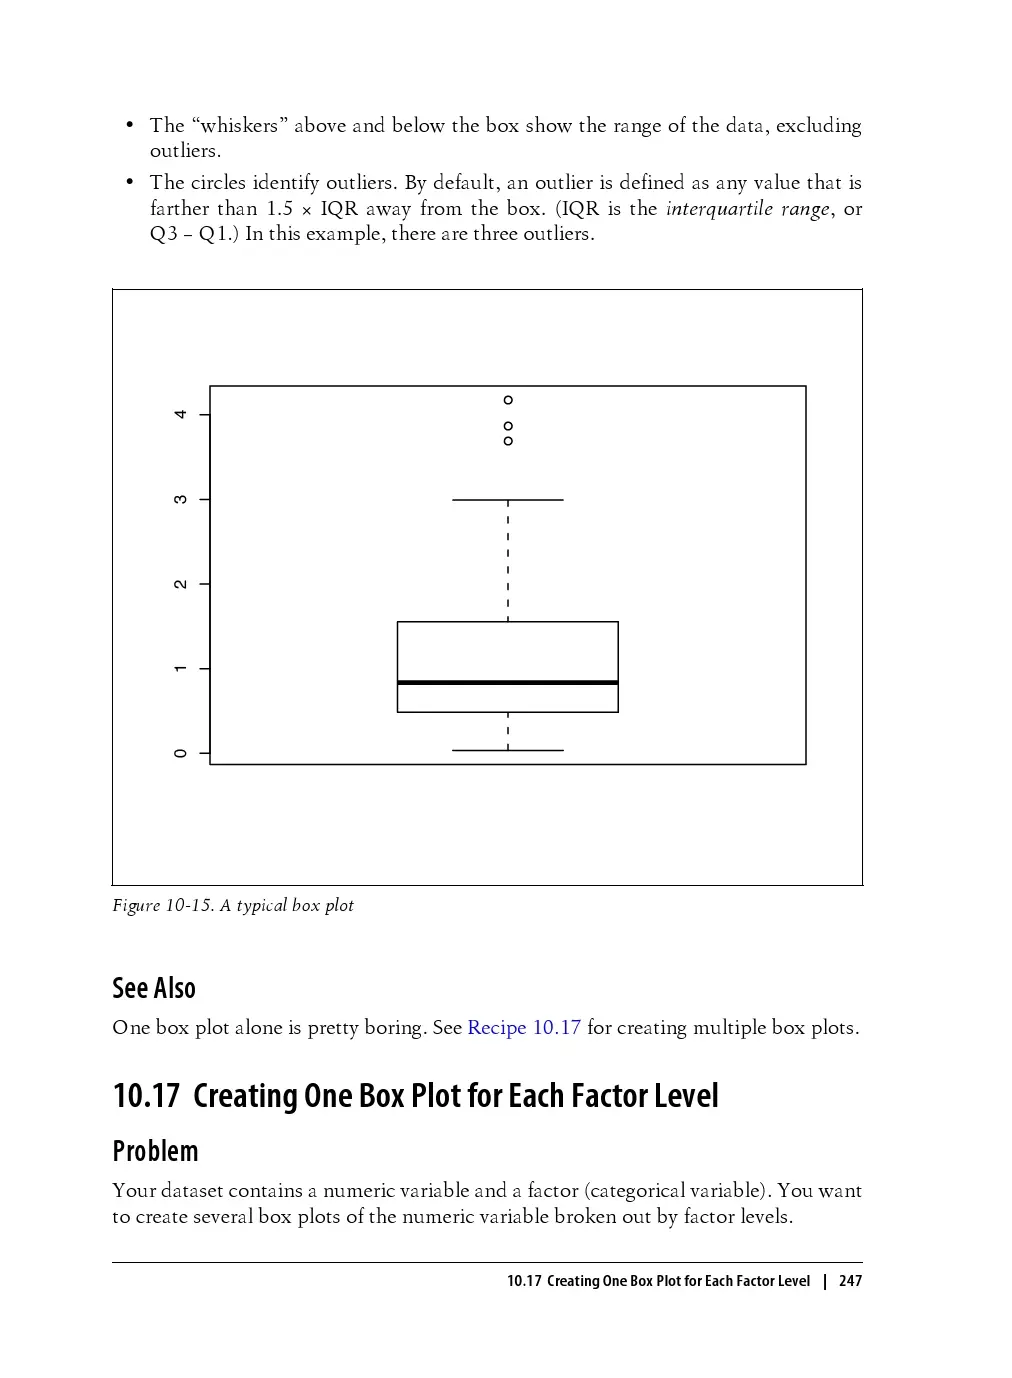 • The “whiskers” above and below the box show the range of the data, excluding
outliers.
• The circles identify outliers. By default, an outlier is defined as any value that is
farther than 1.5 × IQR away from the box. (IQR is the interquartile range, or
Q3 – Q1.) In this example, there are three outliers.
4
3
2
1
0
Figure 10-15. A typical box plot
See Also
One box plot alone is pretty boring. See Recipe 10.17 for creating multiple box plots.
10.17 Creating One Box Plot for Each Factor Level
Problem
Your dataset contains a numeric variable and a factor (categorical variable). You want
to create several box plots of the numeric variable broken out by factor levels.
10.17 Creating One Box Plot for Each Factor Level | 247